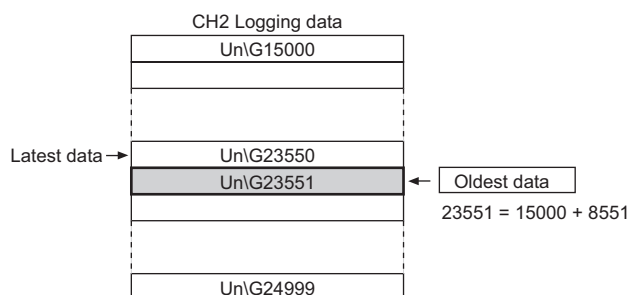 CH2 Logging data
Un\G15000
Latest data
Un\G23550
Un\G23551
Oldest data
23551 = 15000 + 8551
Un\G24999